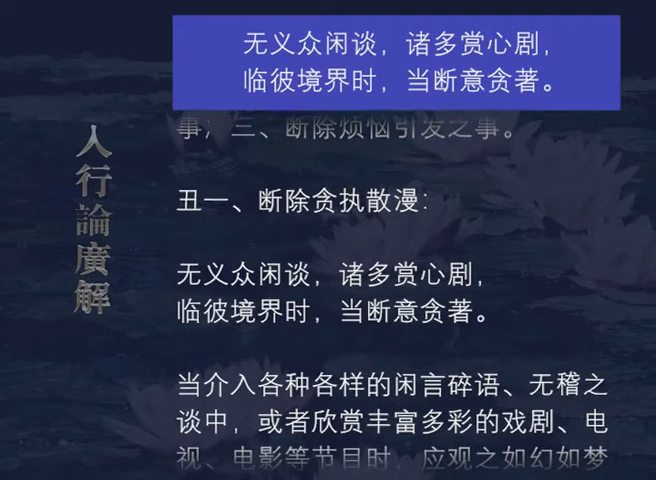 无义众闲谈，诸多赏心剧，
临彼境界时，当断意贪著。
事；三、断除烦恼引发之事。
入行論廣解
丑一、断除贪执散漫：
无义众闲谈，诸多赏心剧，
临彼境界时，当断意贪著。
当介入各种各样的闲言碎语、无稽之
谈中，或者欣赏丰富多彩的戏剧、电
视、电影等节目时，应观之如幻如梦